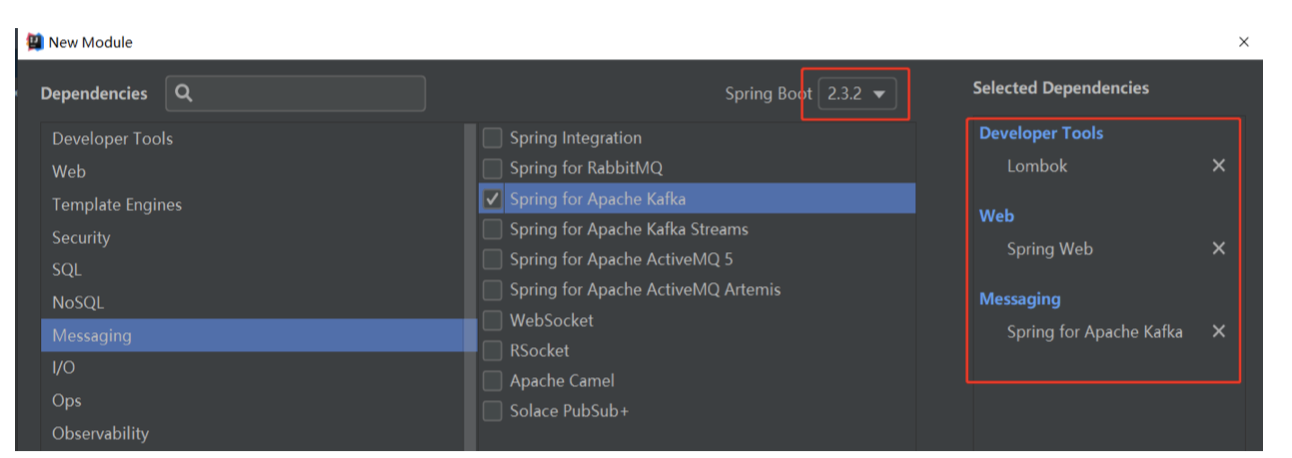 New Module
Dependencies
Spring Boot 2.3.2
Developer Tools
Web
Template Engines
Security
SQL
NoSQL
Messaging
I/O
Ops
Observability
Spring Integration
Spring for RabbitMQ
Spring for Apache Kafka
Spring for Apache Kafka Streams
Spring for Apache ActiveMQ 5
Spring for Apache ActiveMQ Artemis
WebSocket
RSocket
Apache Camel
Solace PubSub+
Selected Dependencies
Developer Tools
Lombok
Web
Spring Web
Messaging
Spring for Apache Kafka